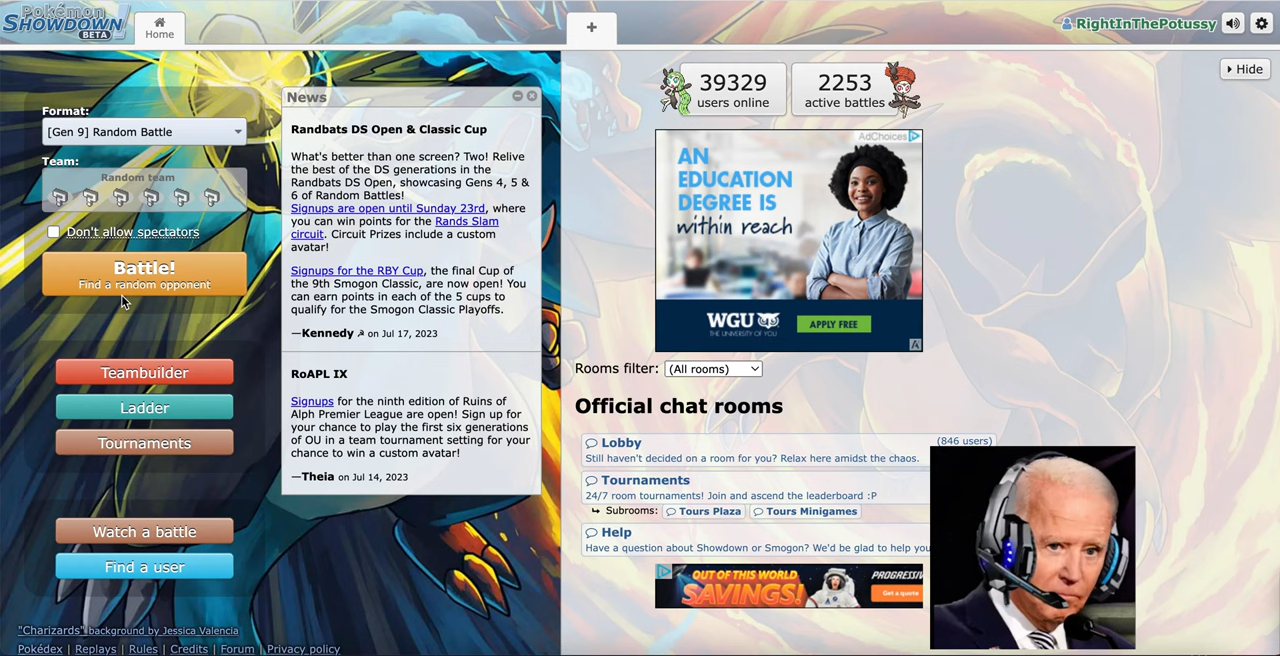 Pokémon
SHOWDOWN!
BETA
Home
+
RightInThePotussy
Format:
[Gen 9] Random Battle
Team:
Random team
Don't allow spectators
Battle!
Find a random opponent
Teambuilder
Ladder
Tournaments
Watch a battle
Find a user
"Charizards" background by Jessica Valencia
Pokédex | Replays | Rules | Credits | Forum | Privacy policy
News
Randbats DS Open & Classic Cup
What's better than one screen? Two! Relive
the best of the DS generations in the
Randbats DS Open, showcasing Gens 4, 5 &
6 of Random Battles!
Signups are open until Sunday 23rd, where
you can win points for the Rands Slam
circuit. Circuit Prizes include a custom
avatar!
Signups for the RBY Cup, the final Cup of
the 9th Smogon Classic, are now open! You
can earn points in each of the 5 cups to
qualify for the Smogon Classic Playoffs.
—Kennedy ☭ on Jul 17, 2023
RoAPL IX
Signups for the ninth edition of Ruins of
Alph Premier League are open! Sign up for
your chance to play the first six generations
of OU in a team tournament setting for your
chance to win a custom avatar!
—Theia on Jul 14, 2023
Hide
39329
users online
2253
active battles
AdChoices
AN
EDUCATION
DEGREE IS
within reach
WGU
THE UNIVERSITY OF YOU
APPLY FREE
Rooms filter: (All rooms)
Official chat rooms
Lobby (846 users)
Still haven't decided on a room for you? Relax here amidst the chaos.
Tournaments
24/7 room tournaments! Join and ascend the leaderboard :P
↳ Subrooms: Tours Plaza Tours Minigames
Help
Have a question about Showdown or Smogon? We'd be glad to help you
OUT OF THIS WORLD
SAVINGS!
PROGRESSIV
Get a quote